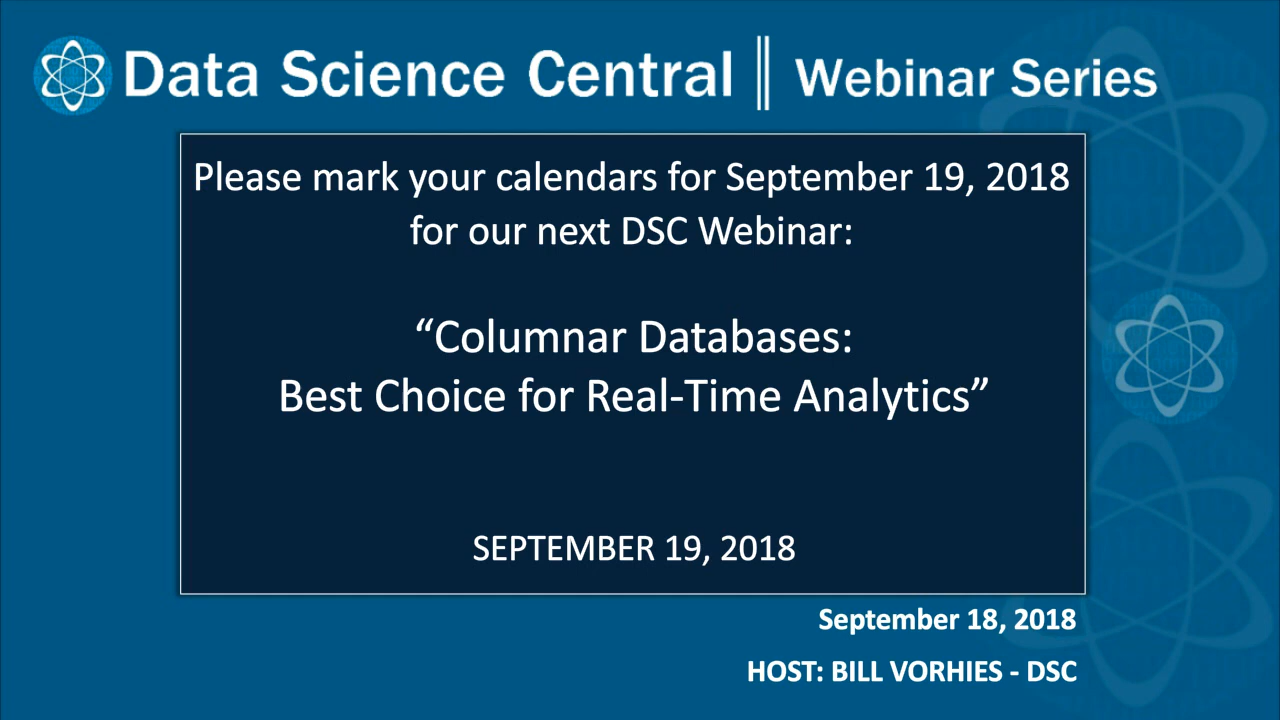 Data Science Central || Webinar Series
Please mark your calendars for September 19, 2018
for our next DSC Webinar:
“Columnar Databases:
Best Choice for Real-Time Analytics”
SEPTEMBER 19, 2018
September 18, 2018
HOST: BILL VORHIES - DSC